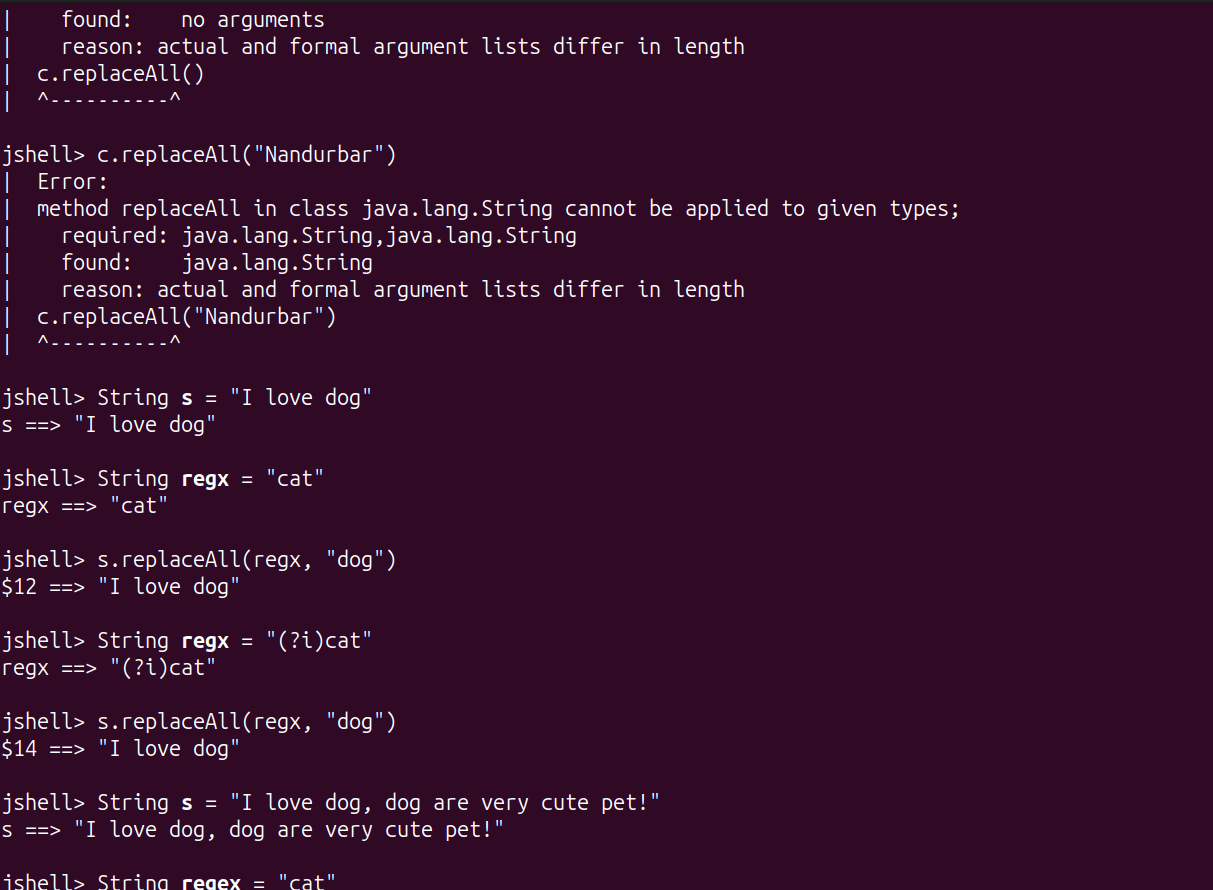 |    found:    no arguments
|    reason: actual and formal argument lists differ in length
|  c.replaceAll()
|  ^----------^
jshell> c.replaceAll("Nandurbar")
|  Error:
|  method replaceAll in class java.lang.String cannot be applied to given types;
|    required: java.lang.String,java.lang.String
|    found:    java.lang.String
|    reason: actual and formal argument lists differ in length
|  c.replaceAll("Nandurbar")
|  ^----------^
jshell> String s = "I love dog"
s ==> "I love dog"
jshell> String regx = "cat"
regx ==> "cat"
jshell> s.replaceAll(regx, "dog")
$12 ==> "I love dog"
jshell> String regx = "(?i)cat"
regx ==> "(?i)cat"
jshell> s.replaceAll(regx, "dog")
$14 ==> "I love dog"
jshell> String s = "I love dog, dog are very cute pet!"
s ==> "I love dog, dog are very cute pet!"
jshell> String regex = "cat"